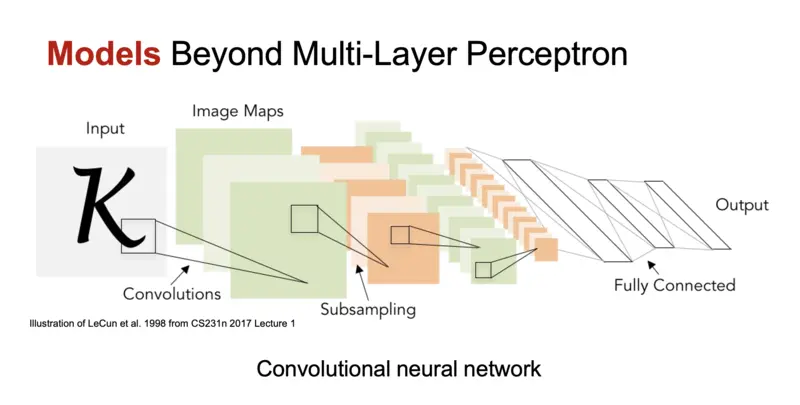 Models Beyond Multi-Layer Perceptron
Image Maps
Input
K
Output
Fully Connected
Convolutions
Subsampling
Illustration of LeCun et al. 1998 from CS231n 2017 Lecture 1
Convolutional neural network